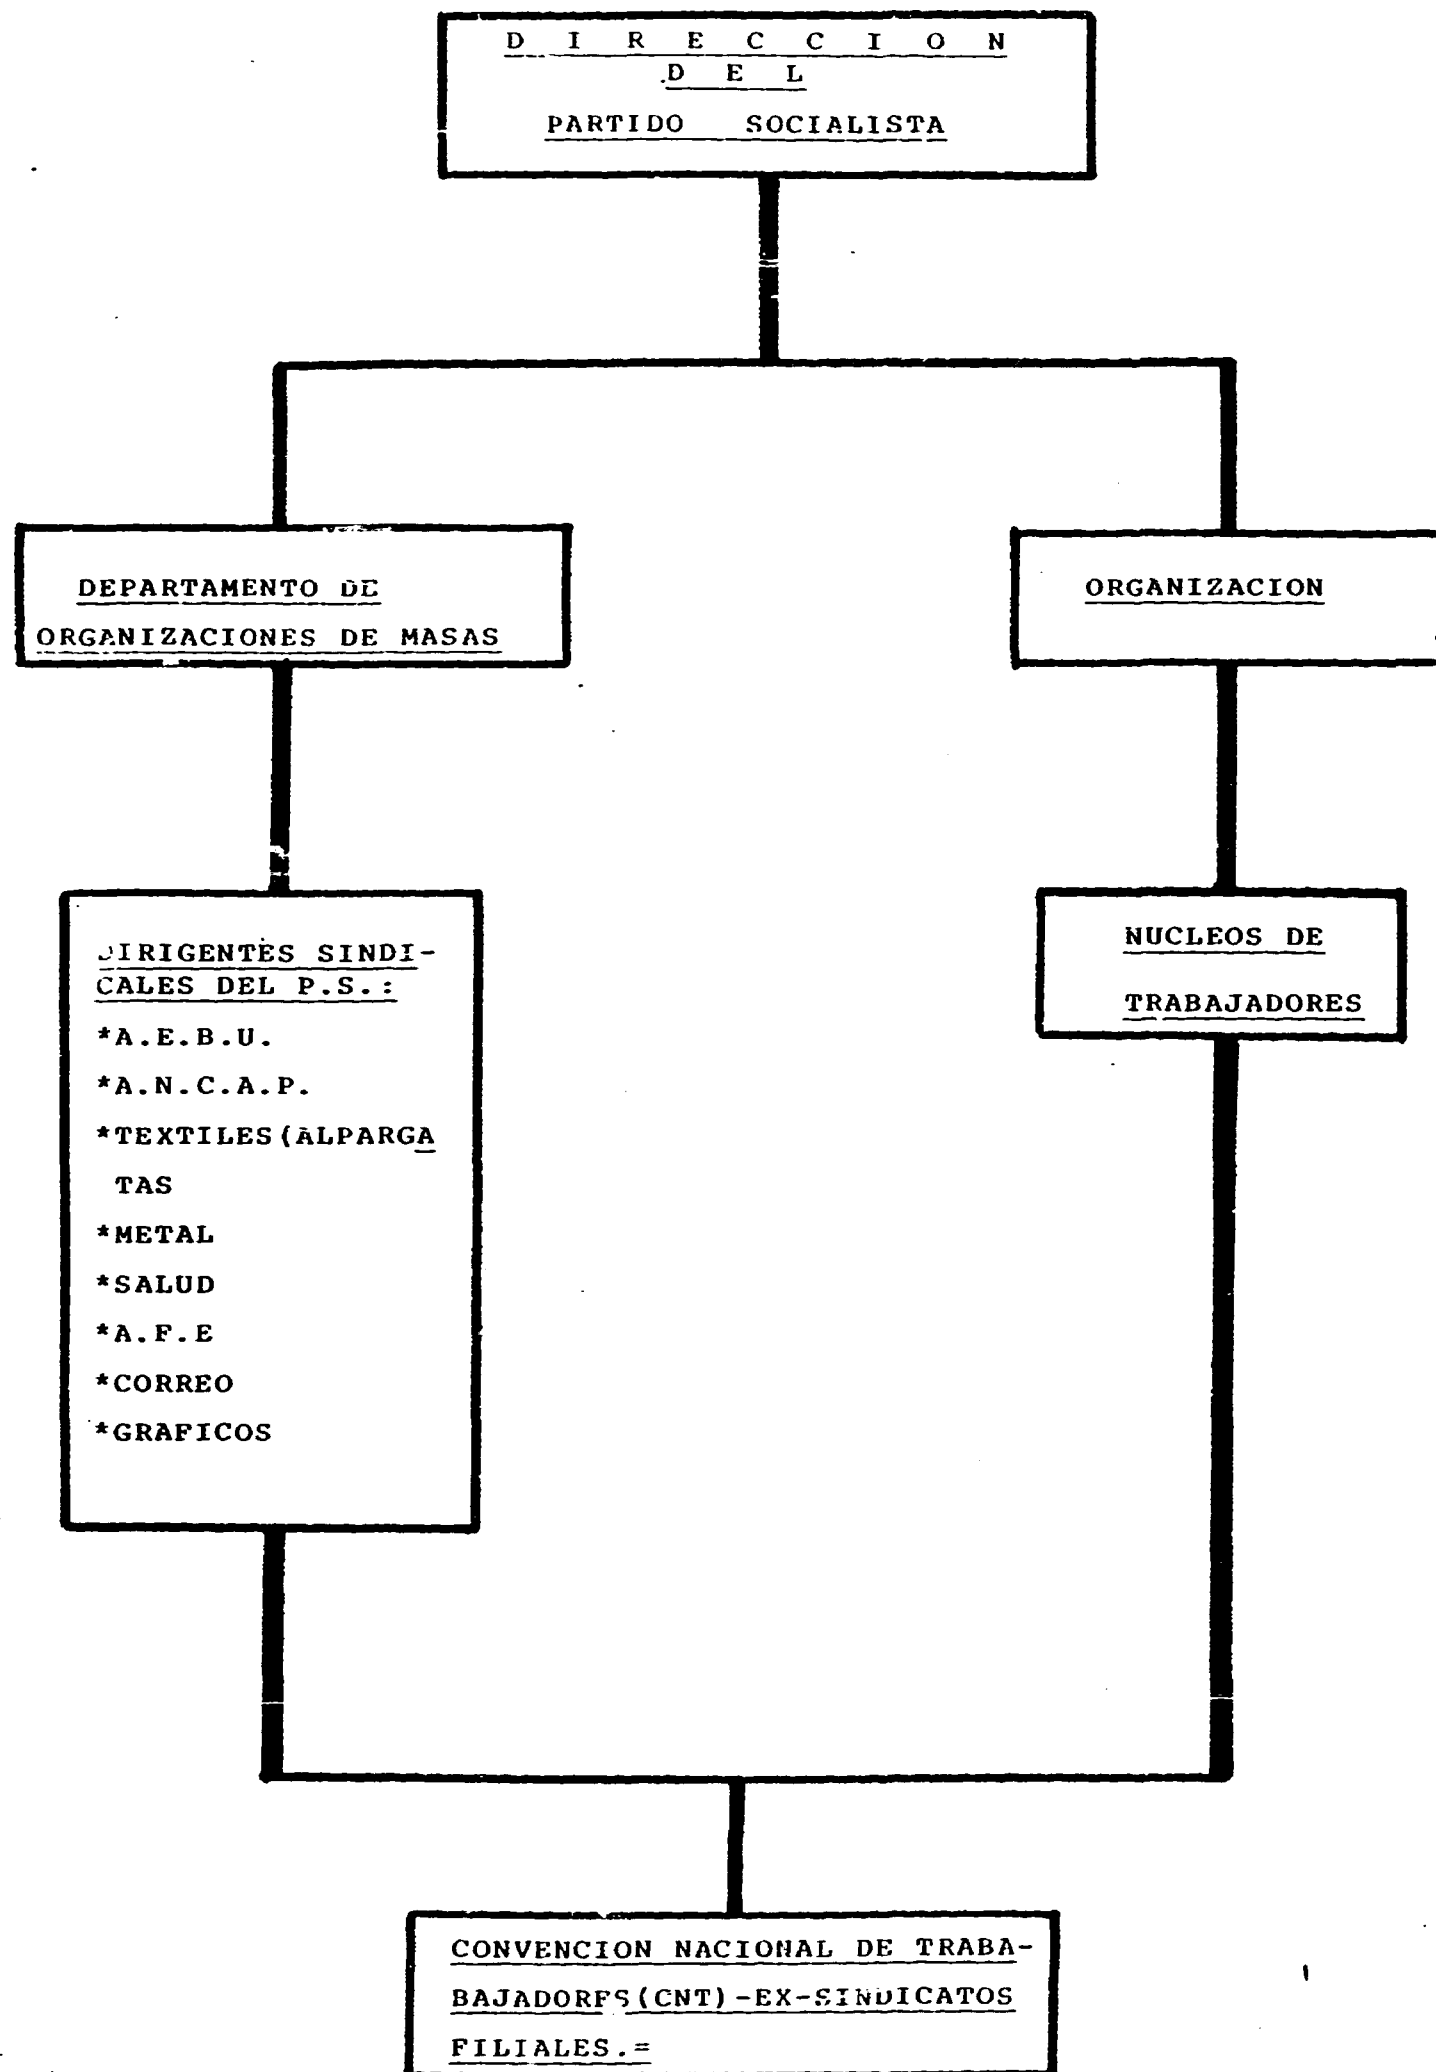 D I R E C C I O N
D E L
PARTIDO SOCIALISTA
DEPARTAMENTO DE
ORGANIZACIONES DE MASAS
ORGANIZACION
DIRIGENTES SINDI-
CALES DEL P.S.:
*A.E.B.U.
*A.N.C.A.P.
*TEXTILES(ALPARGA
TAS
*METAL
*SALUD
*A.F.E
*CORREO
*GRAFICOS
NUCLEOS DE
TRABAJADORES
CONVENCION NACIONAL DE TRABA-
BAJADORES(CNT)-EX-SINDICATOS
FILIALES.=